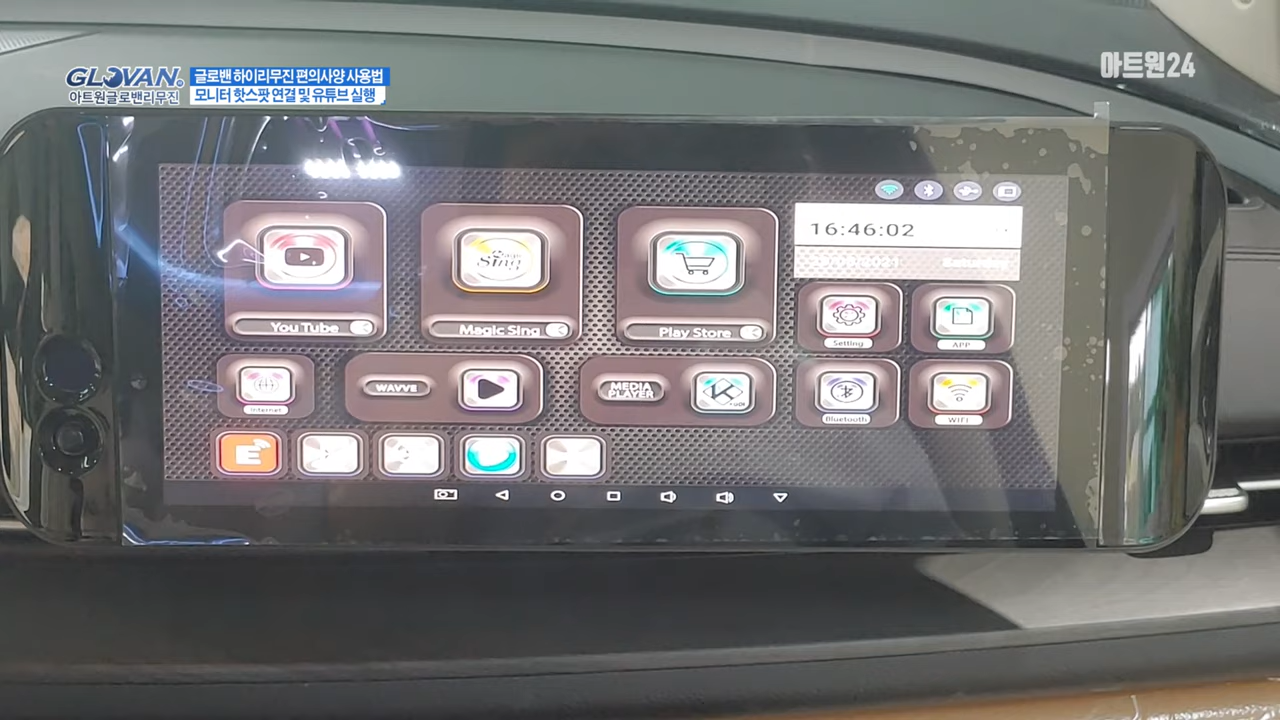 GLOVAN.
아트원글로밴리무진
글로밴 하이리무진 편의사양 사용법
모니터 핫스팟 연결 및 유튜브 실행
아트원24
16:46:02
You Tube
Magic Sing
Play Store
Setting
APP
Internet
WAVVE
MEDIA PLAYER
Bluetooth
WIFI
E